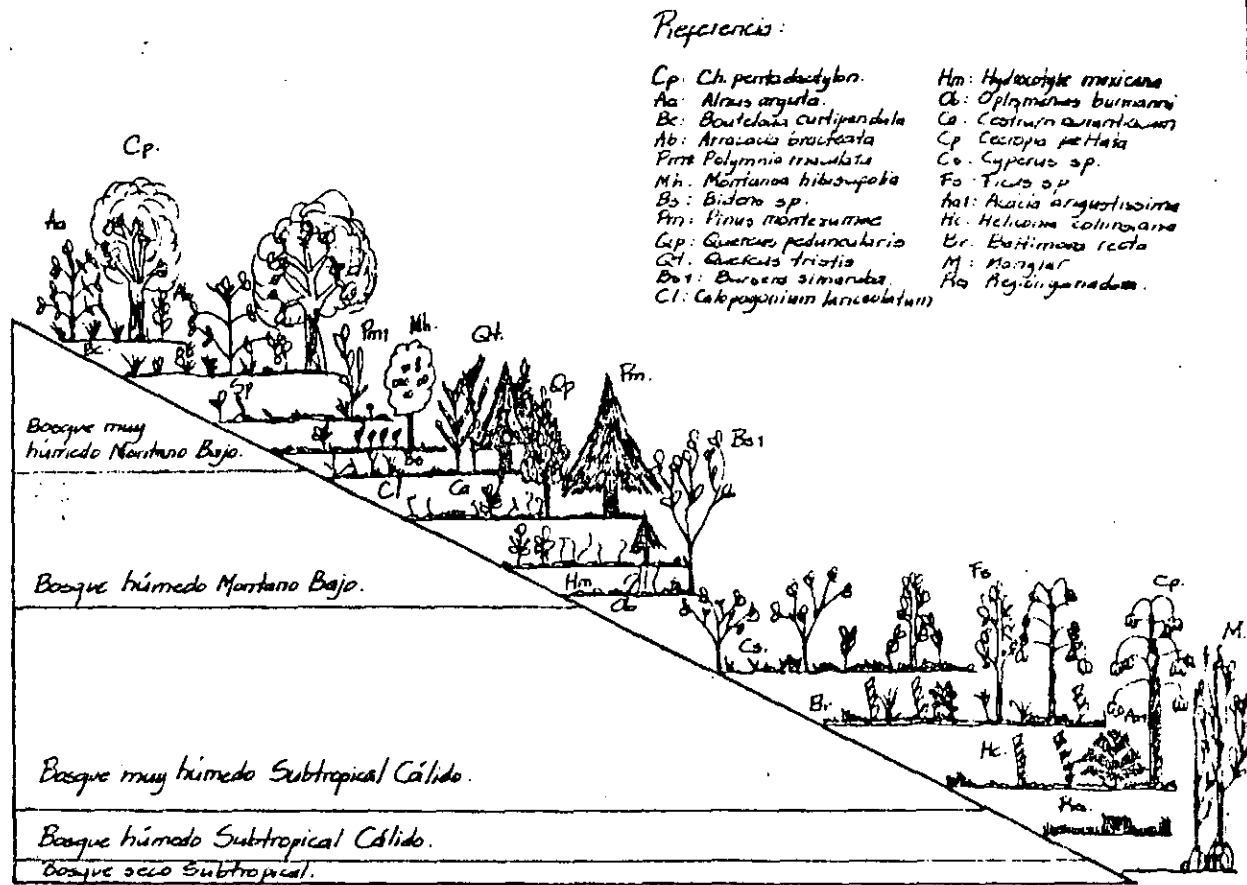 Referencia:
Cp. Ch. pentadactylon.
Aa: Alnus arguta.
Bc: Bouteloua curtipendula
Ab: Arracacia bracteata
Pm1 Polymnia maculata
Mh. Montanoa hibiscifolia
Bs: Bidens sp.
Pm: Pinus montezumae
Qp: Quercus peduncularis
Qt. Quercus tristis
Bs1: Bursera simaruba.
Cl: Calopogonium lanceolatum
Hm: Hydrocotyle mexicana
Ob: Oplismenus burmanni
Ca: Cestrum aurantiacum
Cp Cecropia peltata
Cs. Cyperus sp.
Fs: Ficus sp
Aa1: Acacia angustissima
Hc: Heliconia collinsiana
Br. Baltimora recta
M: Manglar
Cp.
Aa
Bc
Sp
Pm1
Mh.
Qt.
Qp
Pm.
Bs1
Bosque muy
húmedo Montano Bajo.
Cl
Ca
Bosque húmedo Montano Bajo.
Hm
Ob
Cs.
Fs
Cp.
M.
Br
Hc.
Bosque muy húmedo Subtropical Cálido.
Bosque húmedo Subtropical Cálido.
Bosque seco Subtropical.